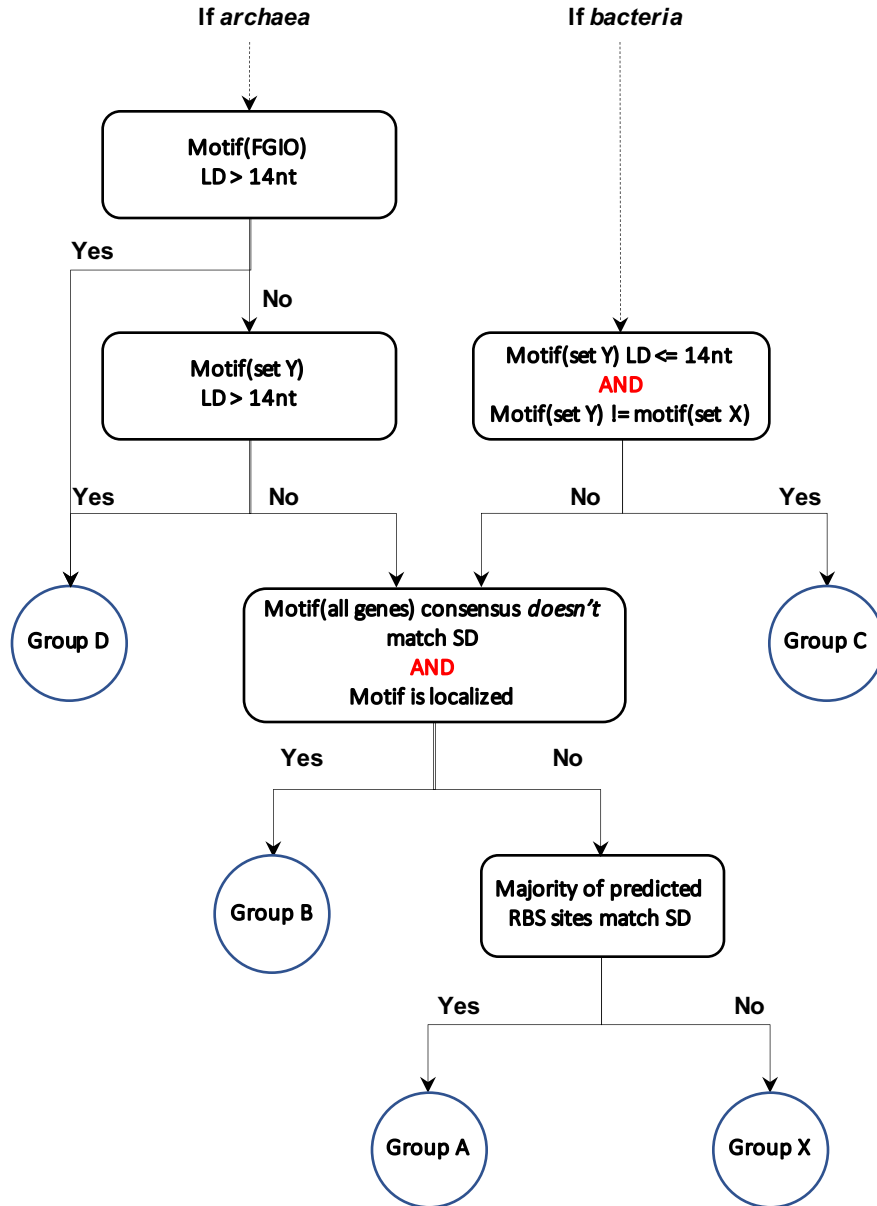 If archaea
If bacteria
Motif(FGIO)
LD > 14nt
Yes
No
Motif(set Y)
LD > 14nt
Motif(set Y) LD <= 14nt
AND
Motif(set Y) != motif(set X)
Yes
No
No
Yes
Group D
Motif(all genes) consensus doesn't
match SD
AND
Motif is localized
Group C
Yes
No
Group B
Majority of predicted
RBS sites match SD
Yes
No
Group A
Group X